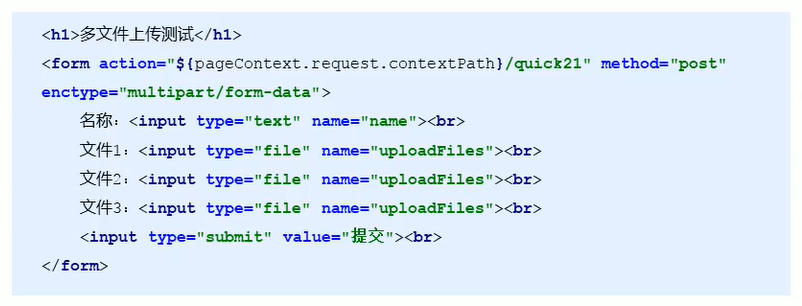 <h1>多文件上传测试</h1>
<form action="${pageContext.request.contextPath}/quick21" method="post"
enctype="multipart/form-data">
名称：<input type="text" name="name"><br>
文件1：<input type="file" name="uploadFiles"><br>
文件2：<input type="file" name="uploadFiles"><br>
文件3：<input type="file" name="uploadFiles"><br>
<input type="submit" value="提交"><br>
</form>